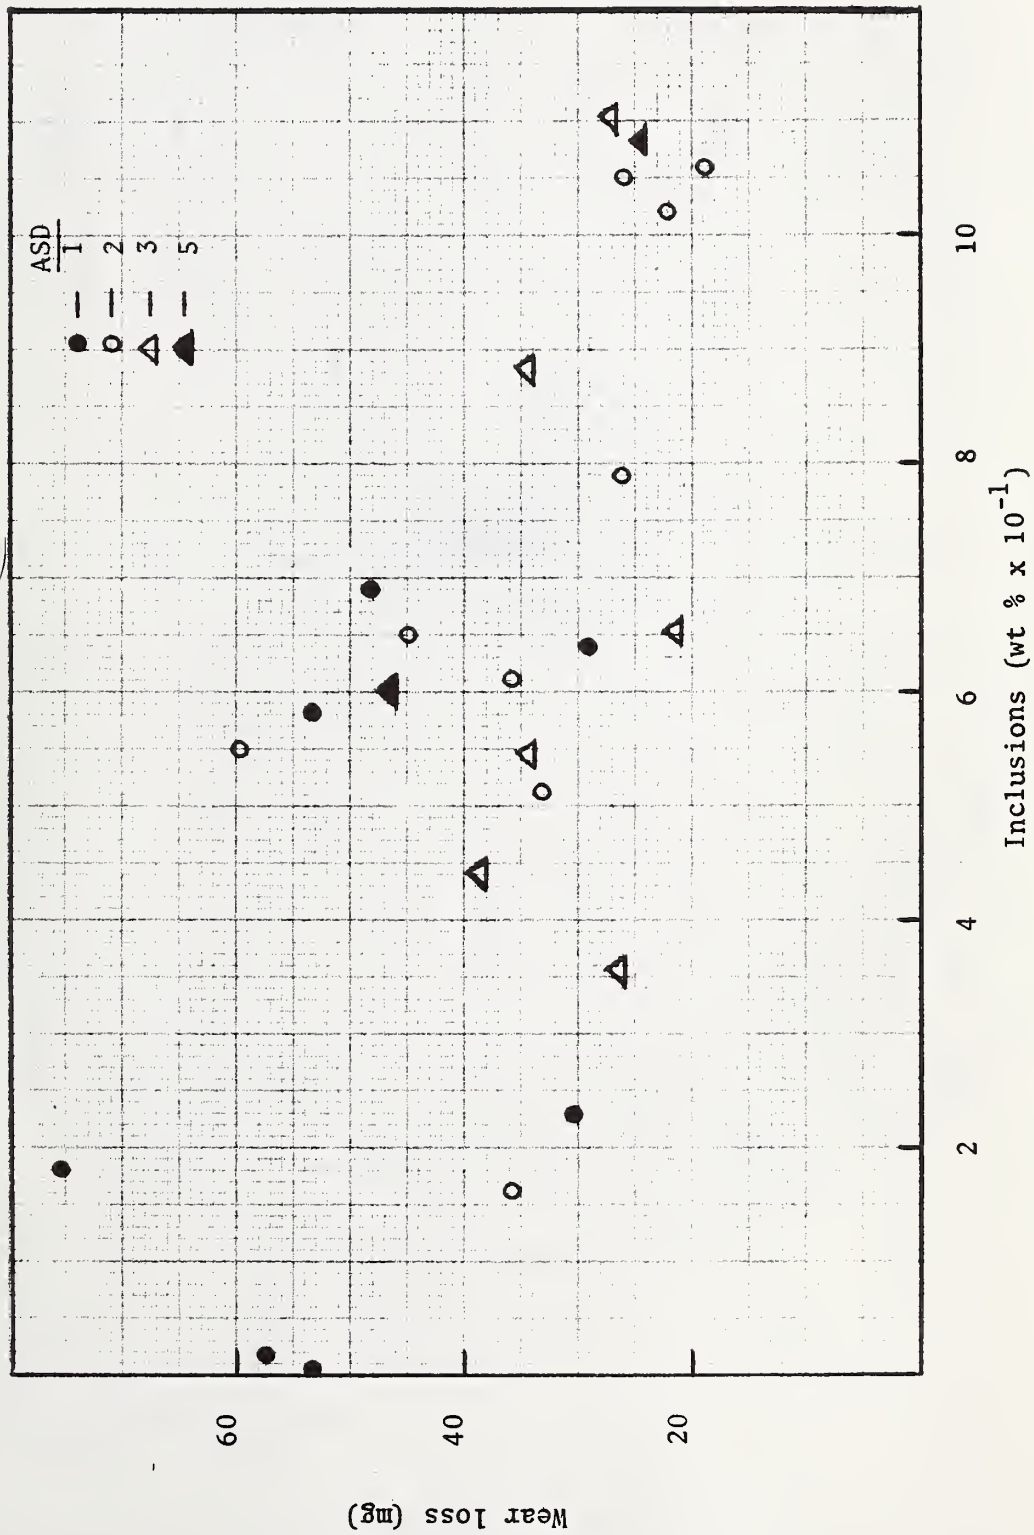 ASD
● — 1
○ — 2
△ — 3
▲ — 5
60
40
20
Wear loss (mg)
2
4
6
8
10
Inclusions (wt % x 10⁻¹)